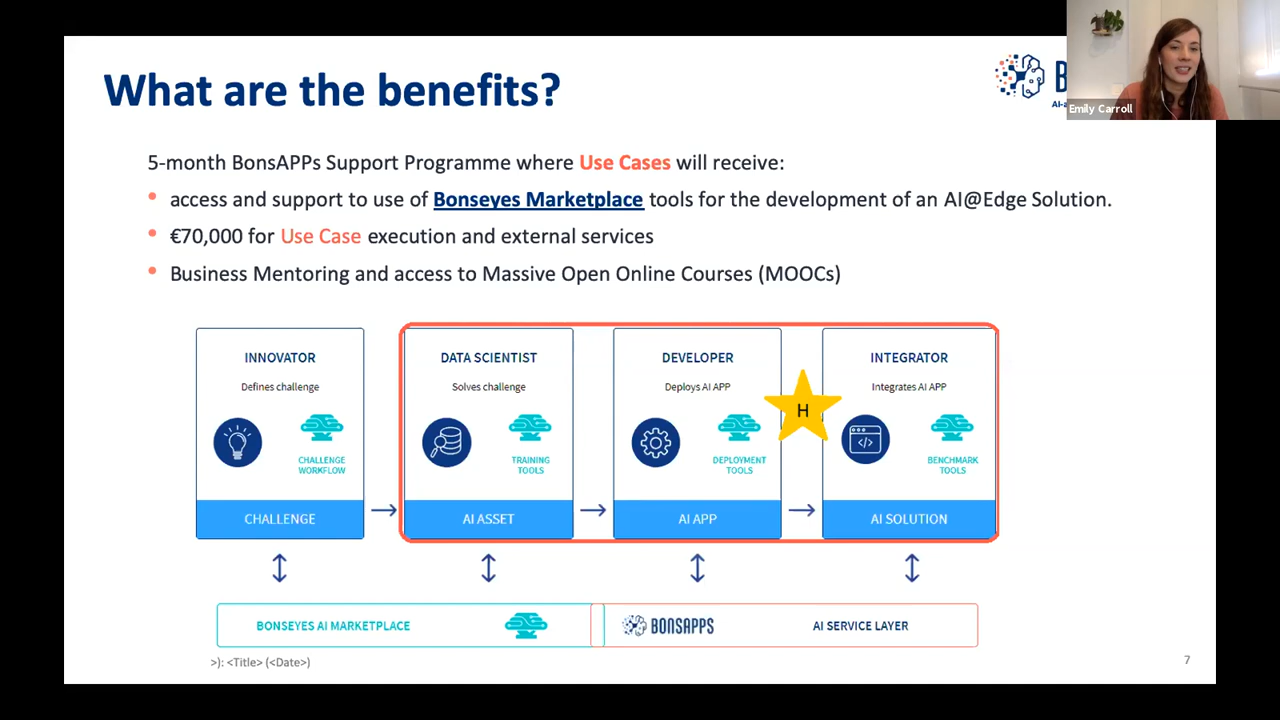 What are the benefits?
B
AI-
Emily Carroll
5-month BonsAPPs Support Programme where Use Cases will receive:
• access and support to use of Bonseyes Marketplace tools for the development of an AI@Edge Solution.
• €70,000 for Use Case execution and external services
• Business Mentoring and access to Massive Open Online Courses (MOOCs)
INNOVATOR
Defines challenge
CHALLENGE
WORKFLOW
CHALLENGE
DATA SCIENTIST
Solves challenge
TRAINING
TOOLS
AI ASSET
DEVELOPER
Deploys AI APP
DEPLOYMENT
TOOLS
AI APP
H
INTEGRATOR
Integrates AI APP
BENCHMARK
TOOLS
AI SOLUTION
BONSEYES AI MARKETPLACE
BONSAPPS
AI SERVICE LAYER
>): <Title> (<Date>)
7